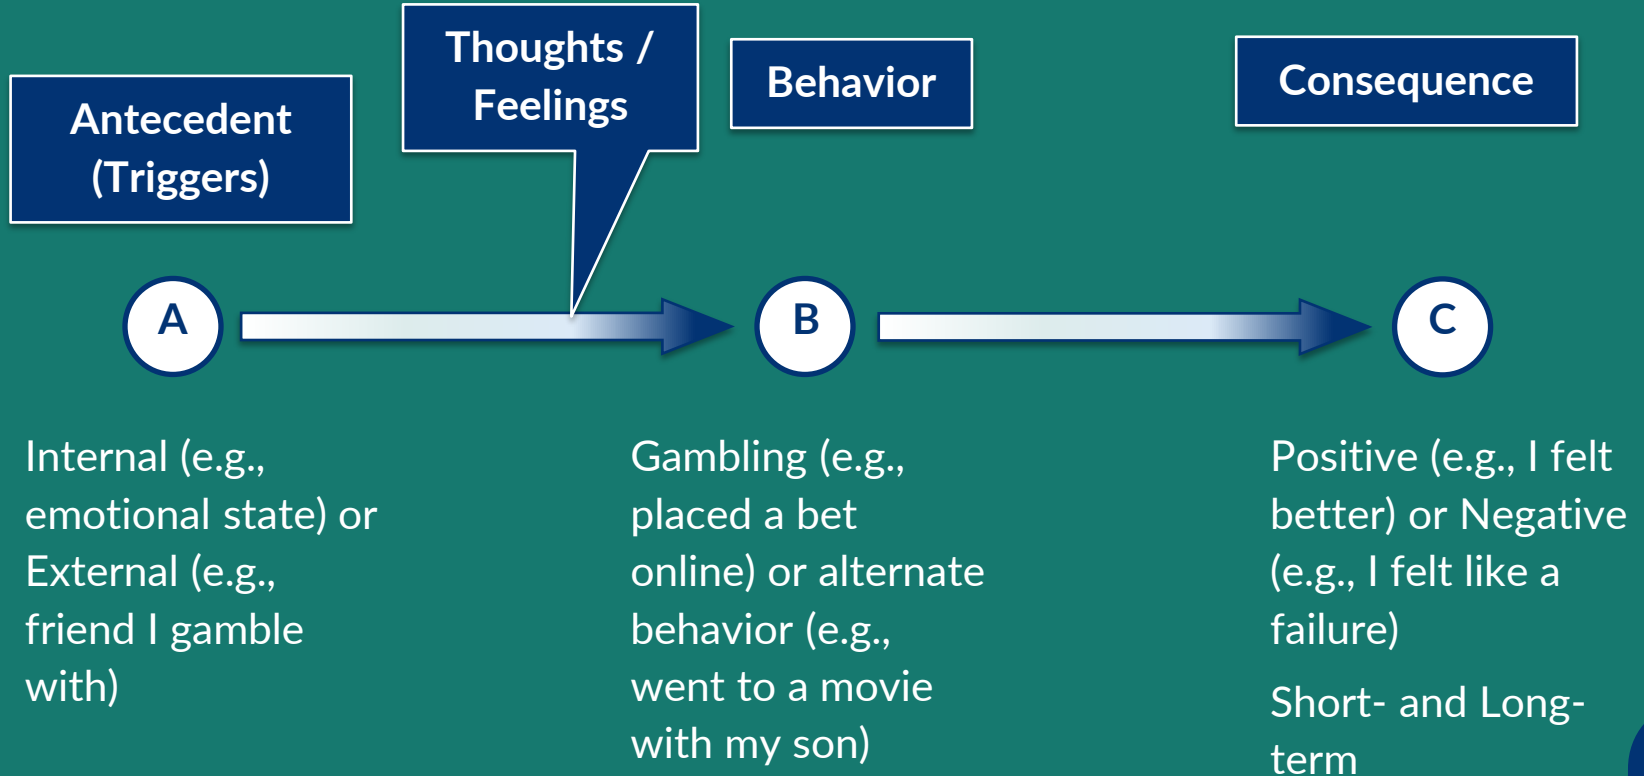 Antecedent
(Triggers)
Thoughts /
Feelings
Behavior
Consequence
A
B
C
Internal (e.g.,
emotional state) or
External (e.g.,
friend I gamble
with)
Gambling (e.g.,
placed a bet
online) or alternate
behavior (e.g.,
went to a movie
with my son)
Positive (e.g., I felt
better) or Negative
(e.g., I felt like a
failure)
Short- and Long-
term